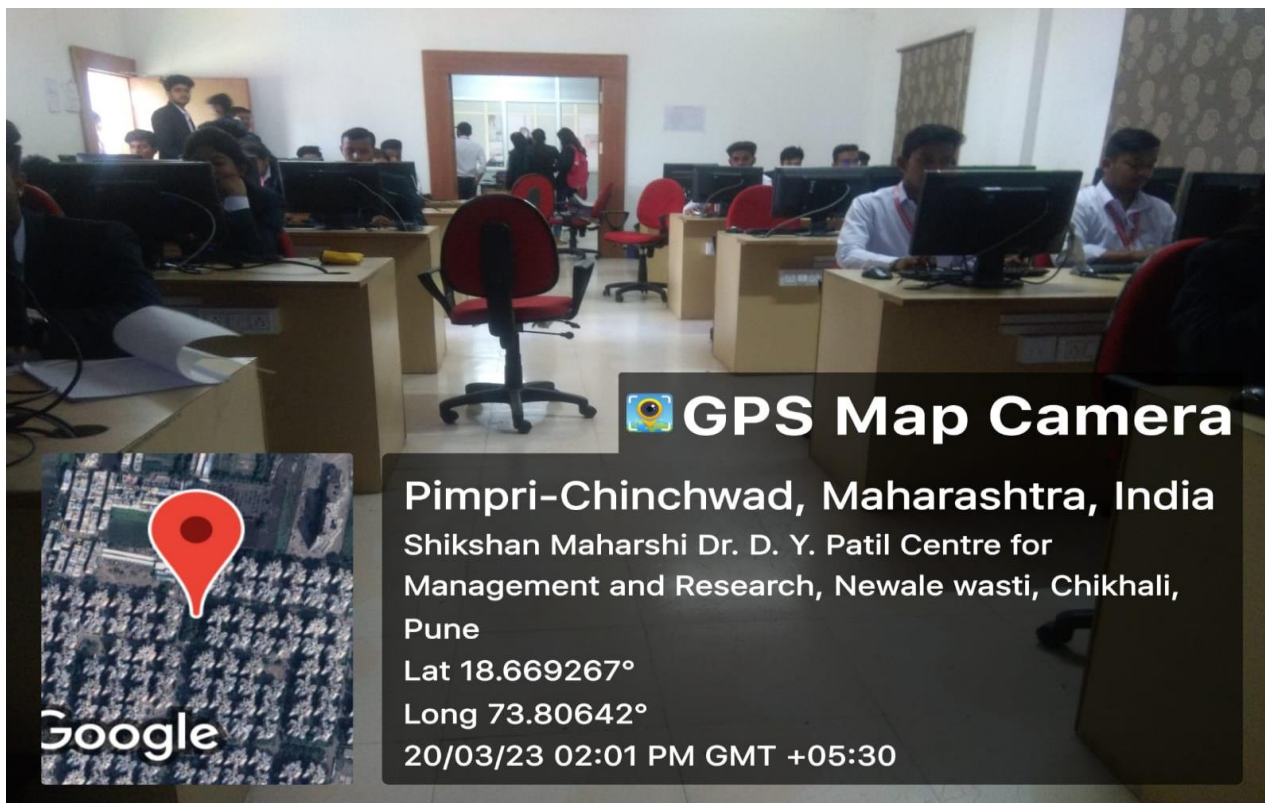 GPS Map Camera
Pimpri-Chinchwad, Maharashtra, India
Shikshan Maharshi Dr. D. Y. Patil Centre for
Management and Research, Newale wasti, Chikhali,
Pune
Lat 18.669267°
Long 73.80642°
20/03/23 02:01 PM GMT +05:30
Google